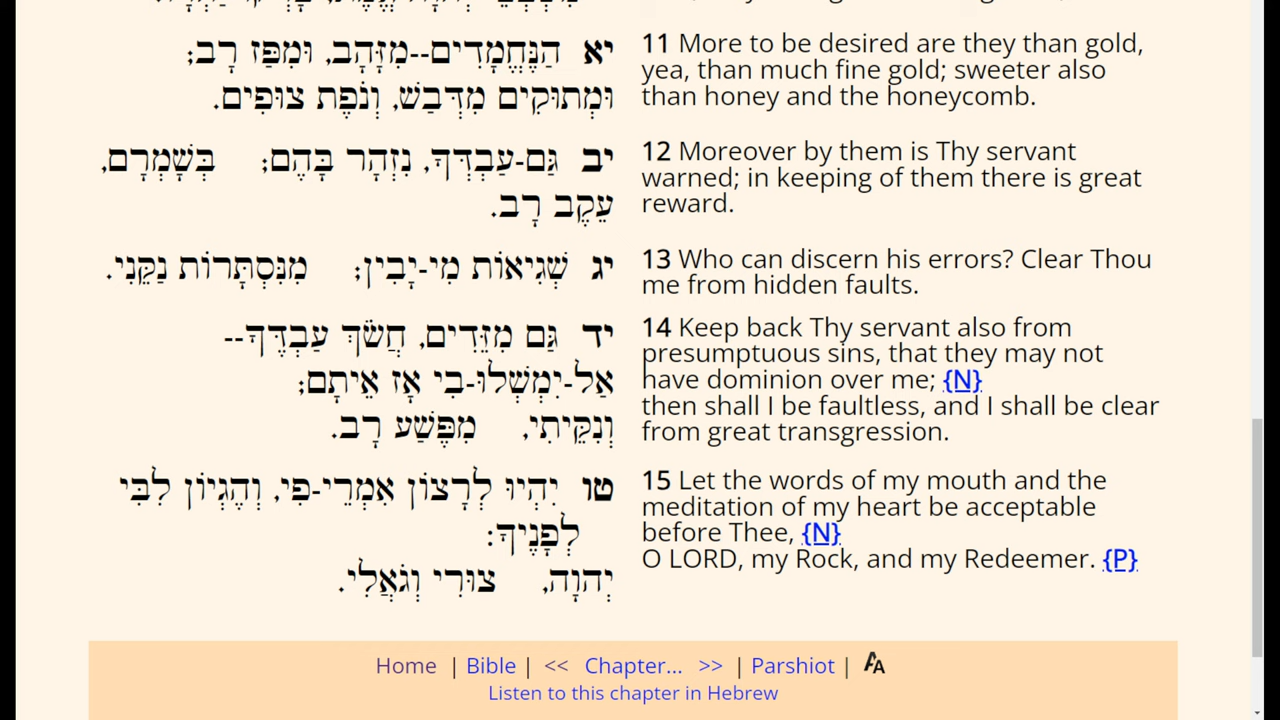 יא הַנֶּחֱמָדִים--מִזָּהָב, וּמִפַּז רָב;
וּמְתוּקִים מִדְּבַשׁ, וְנֹפֶת צוּפִים.
11 More to be desired are they than gold,
yea, than much fine gold; sweeter also
than honey and the honeycomb.
יב גַּם-עַבְדְּךָ, נִזְהָר בָּהֶם; בְּשָׁמְרָם,
עֵקֶב רָב.
12 Moreover by them is Thy servant
warned; in keeping of them there is great
reward.
יג שְׁגִיאוֹת מִי-יָבִין; מִנִּסְתָּרוֹת נַקֵּנִי.
13 Who can discern his errors? Clear Thou
me from hidden faults.
יד גַּם מִזֵּדִים, חֲשֹׂךְ עַבְדֶּךָ--
אַל-יִמְשְׁלוּ-בִי אָז אֵיתָם;
וְנִקֵּיתִי, מִפֶּשַׁע רָב.
14 Keep back Thy servant also from
presumptuous sins, that they may not
have dominion over me; {N}
then shall I be faultless, and I shall be clear
from great transgression.
טו יִהְיוּ לְרָצוֹן אִמְרֵי-פִי, וְהֶגְיוֹן לִבִּי
לְפָנֶיךָ:
יְהוָה, צוּרִי וְגֹאֲלִי.
15 Let the words of my mouth and the
meditation of my heart be acceptable
before Thee, {N}
O LORD, my Rock, and my Redeemer. {P}
Home | Bible | << Chapter... >> | Parshiot | AA
Listen to this chapter in Hebrew